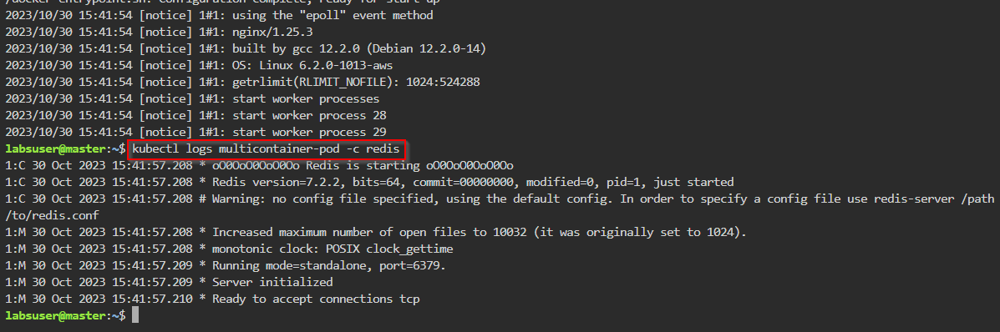 /docker-entrypoint.sh: Configuration complete; ready for start up
2023/10/30 15:41:54 [notice] 1#1: using the "epoll" event method
2023/10/30 15:41:54 [notice] 1#1: nginx/1.25.3
2023/10/30 15:41:54 [notice] 1#1: built by gcc 12.2.0 (Debian 12.2.0-14)
2023/10/30 15:41:54 [notice] 1#1: OS: Linux 6.2.0-1013-aws
2023/10/30 15:41:54 [notice] 1#1: getrlimit(RLIMIT_NOFILE): 1024:524288
2023/10/30 15:41:54 [notice] 1#1: start worker processes
2023/10/30 15:41:54 [notice] 1#1: start worker process 28
2023/10/30 15:41:54 [notice] 1#1: start worker process 29
labsuser@master:~$ kubectl logs multicontainer-pod -c redis
1:C 30 Oct 2023 15:41:57.208 * oO0OoO0OoO0Oo Redis is starting oO0OoO0OoO0Oo
1:C 30 Oct 2023 15:41:57.208 * Redis version=7.2.2, bits=64, commit=00000000, modified=0, pid=1, just started
1:C 30 Oct 2023 15:41:57.208 # Warning: no config file specified, using the default config. In order to specify a config file use redis-server /path
/to/redis.conf
1:M 30 Oct 2023 15:41:57.208 * Increased maximum number of open files to 10032 (it was originally set to 1024).
1:M 30 Oct 2023 15:41:57.208 * monotonic clock: POSIX clock_gettime
1:M 30 Oct 2023 15:41:57.209 * Running mode=standalone, port=6379.
1:M 30 Oct 2023 15:41:57.209 * Server initialized
1:M 30 Oct 2023 15:41:57.210 * Ready to accept connections tcp
labsuser@master:~$